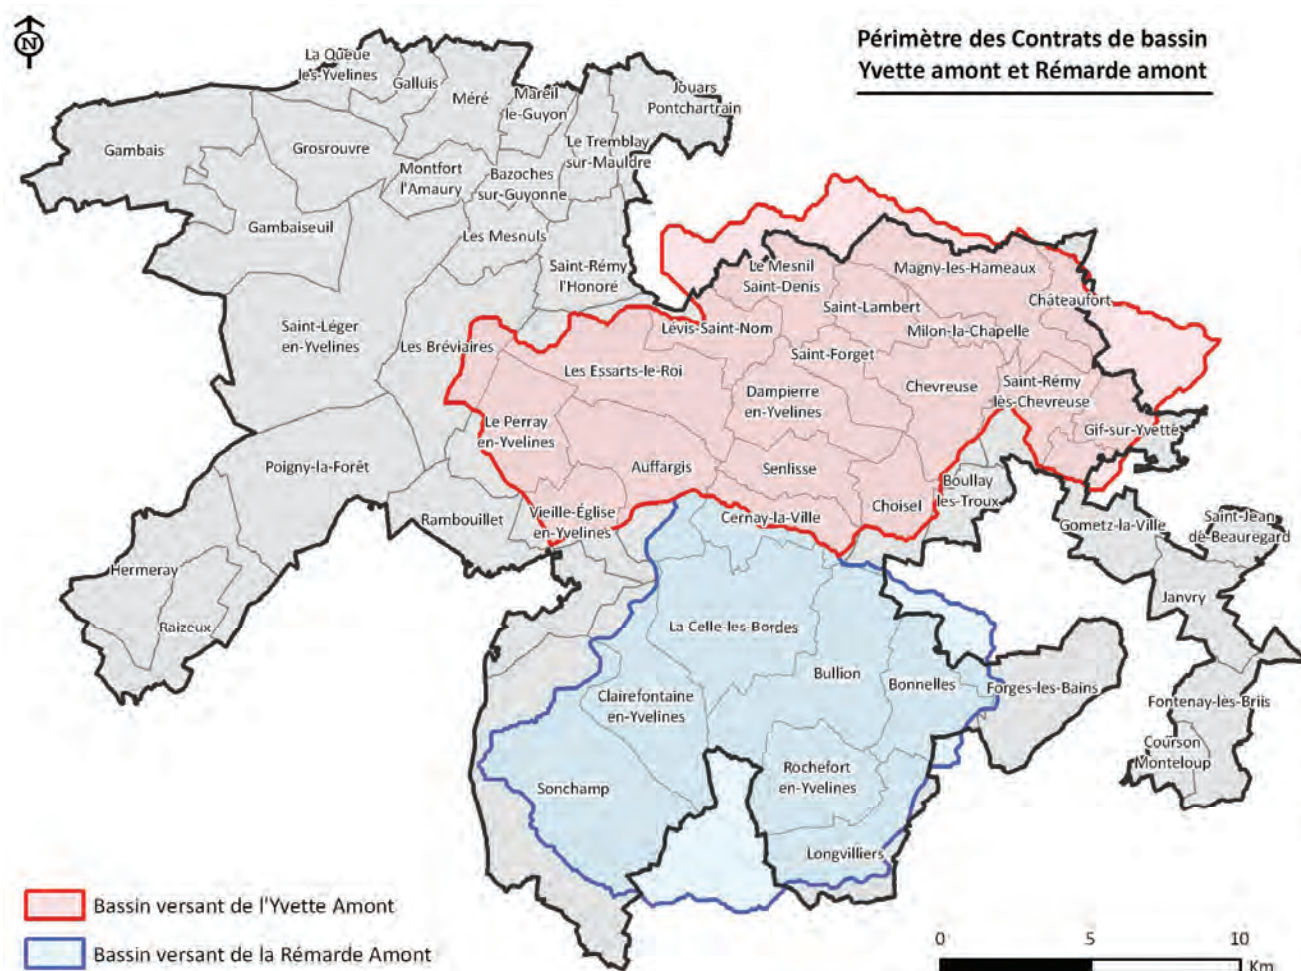 N
Périmètre des Contrats de bassin
Yvette amont et Rémarde amont
La Queue
les-Yvelines
Galluis
Méré
Mareil
le-Guyon
Jouars
Pontchartrain
Gambais
Grosrouvre
Montfort
l'Amaury
Bazoches
sur-Guyonne
Le Tremblay
sur-Mauldre
Gambaiseuil
Les Mesnuls
Saint-Rémy
l'Honoré
Le Mesnil
Saint-Denis
Magny-les-Hameaux
Châteaufort
Saint-Lambert
Saint-Léger
en-Yvelines
Les Bréviaires
Lévis-Saint-Nom
Milon-la-Chapelle
Saint-Forget
Les Essarts-le-Roi
Dampierre
en-Yvelines
Chevreuse
Saint-Rémy
lès-Chevreuse
Le Perray
en-Yvelines
Gif-sur-Yvette
Poigny-la-Forêt
Auffargis
Senlisse
Choisel
Boullay
les-Troux
Rambouillet
Vieille-Église
en-Yvelines
Cernay-la-Ville
Gometz-la-Ville
Saint-Jean
de-Beauregard
Hermeray
Raizeux
Janvry
La Celle-les-Bordes
Bullion
Bonnelles
Forges-les-Bains
Clairefontaine
en-Yvelines
Fontenay-lès-Briis
Courson
Monteloup
Sonchamp
Rochefort
en-Yvelines
Longvilliers
Bassin versant de l'Yvette Amont
Bassin versant de la Rémarde Amont
0 5 10
Km